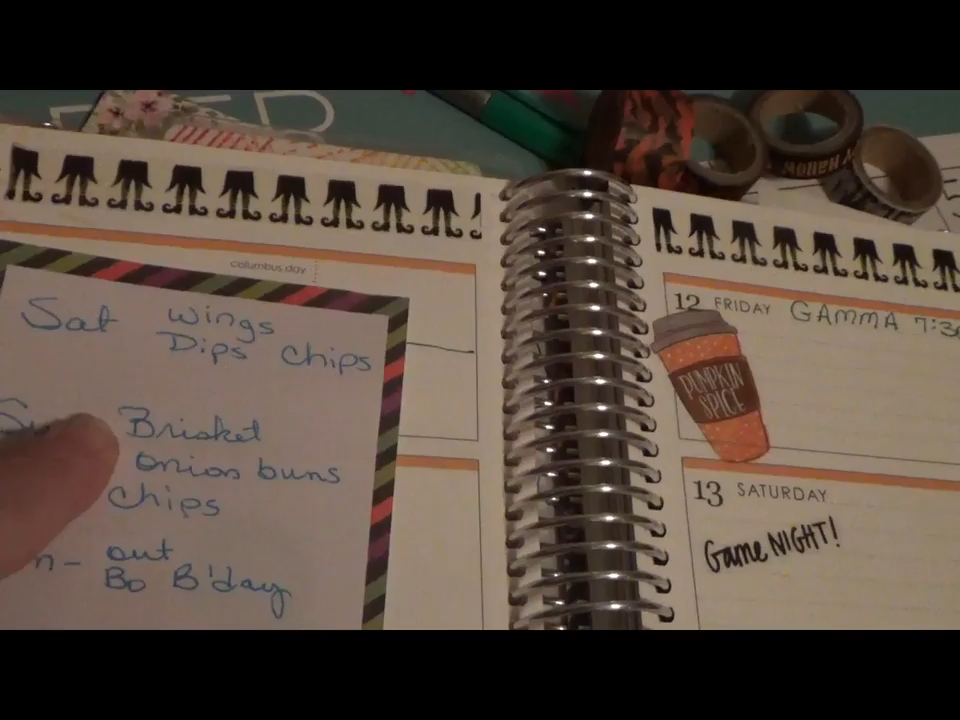 columbus day
Sat wings
Dips chips
Brisket
onion buns
Chips
out
Bo B'day
12 FRIDAY GAMMA
PUMPKIN
SPICE
13 SATURDAY
Game NIGHT!